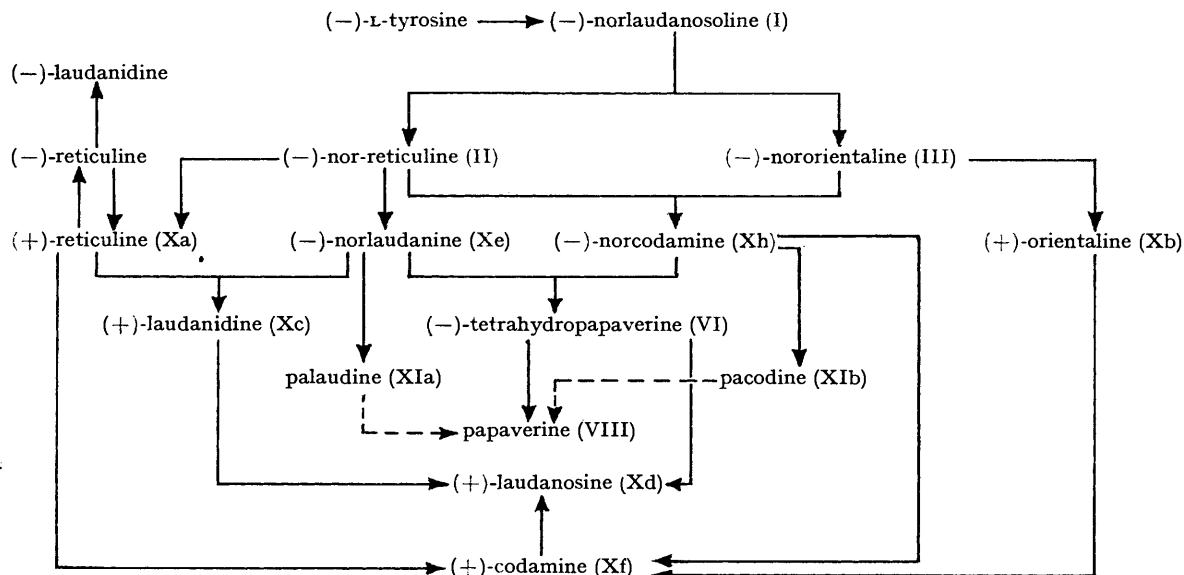 (—)-L-tyrosine (—)-norlaudanosoline (I)
(—)-laudanidine
(—)-reticuline (—)-nor-reticuline (II) (—)-nororientaline (III)
(+)-reticuline (Xa) (—)-norlaudanine (Xe) (—)-norcodamine (Xh) (+)-orientaline (Xb)
(+)-laudanidine (Xc) (—)-tetrahydropapaverine (VI)
palaudine (XIa) pacodine (XIb)
papaverine (VIII)
(+)-laudanosine (Xd)
(+)-codamine (Xf)